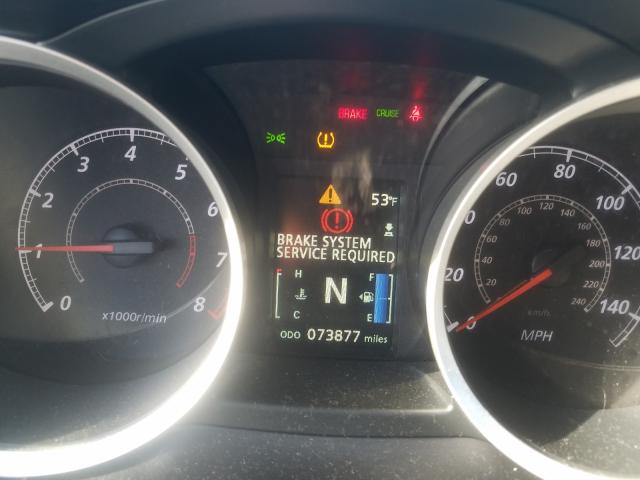 BRAKE CRUISE
53°F
BRAKE SYSTEM
SERVICE REQUIRED
H F
N
C E
ODO 073877 miles
0 1 2 3 4 5 6 7 8
x1000r/min
0 20 60 80 100 120 140
20 40 60 80 100 120 140 160 180 200 220 240
km/h
MPH